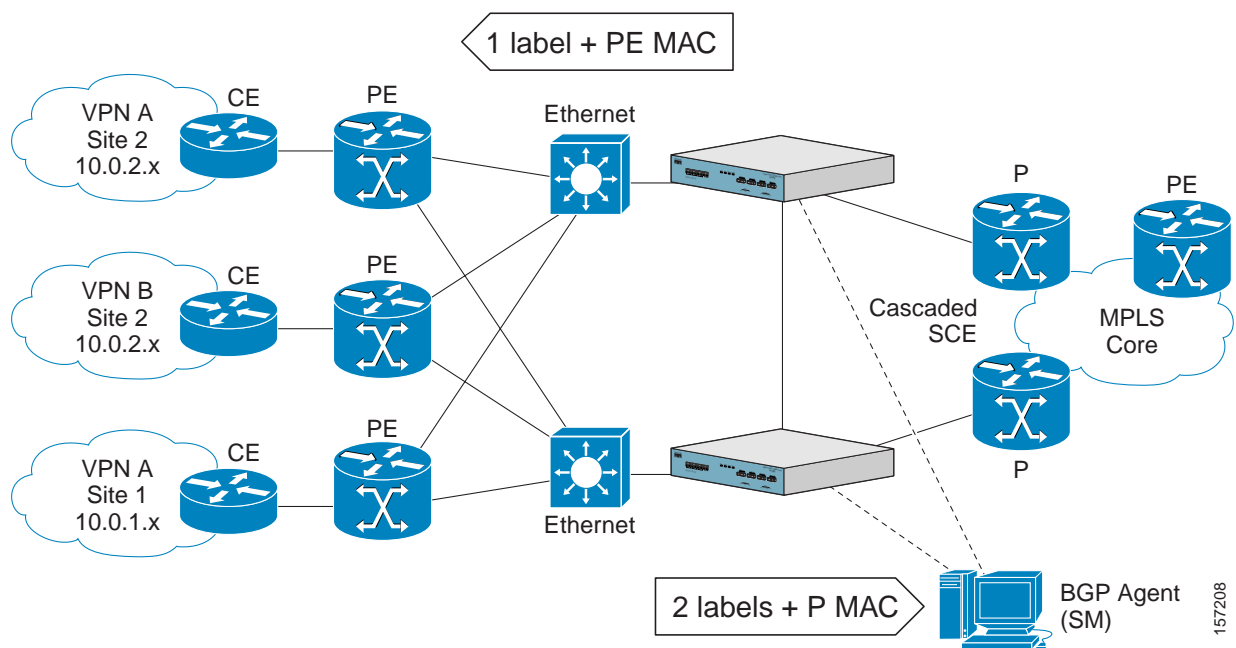 1 label + PE MAC
VPN A
Site 2
10.0.2.x
CE
PE
Ethernet
P
PE
VPN B
Site 2
10.0.2.x
CE
PE
Cascaded
SCE
MPLS
Core
VPN A
Site 1
10.0.1.x
CE
PE
Ethernet
P
2 labels + P MAC
BGP Agent
(SM)
157208